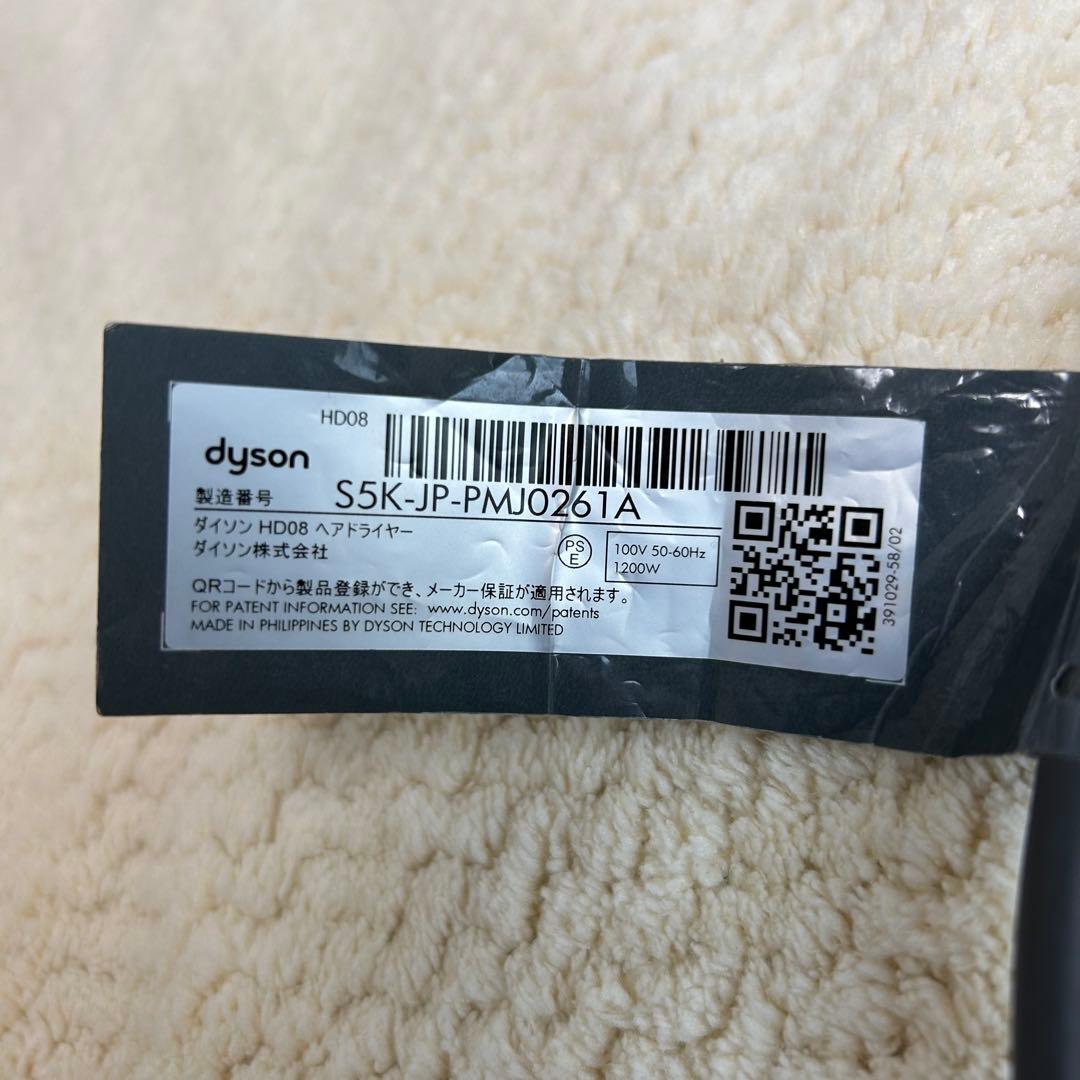 HD08
dyson
製造番号 S5K-JP-PMJ0261A
ダイソン HD08 ヘアドライヤー
ダイソン株式会社
PS
E
100V 50-60Hz
1200W
QRコードから製品登録ができ、メーカー保証が適用されます。
FOR PATENT INFORMATION SEE: www.dyson.com/patents
MADE IN PHILIPPINES BY DYSON TECHNOLOGY LIMITED
391029-58/02